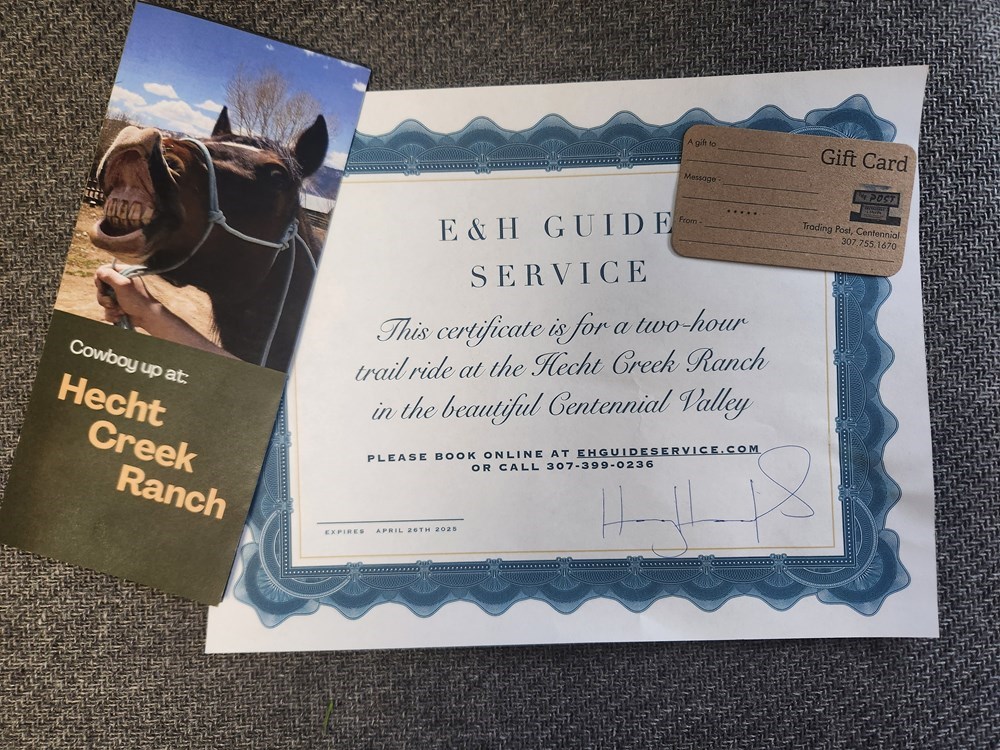 Cowboy up at:
Hecht
Creek
Ranch
E&H GUIDE
SERVICE
This certificate is for a two-hour
trail ride at the Hecht Creek Ranch
in the beautiful Centennial Valley
PLEASE BOOK ONLINE AT EHGUIDESERVICE.COM
OR CALL 307-399-0236
EXPIRES APRIL 26TH 2025
A gift to
Gift Card
Message -
POST
From -
Trading Post, Centennial
307.755.1670